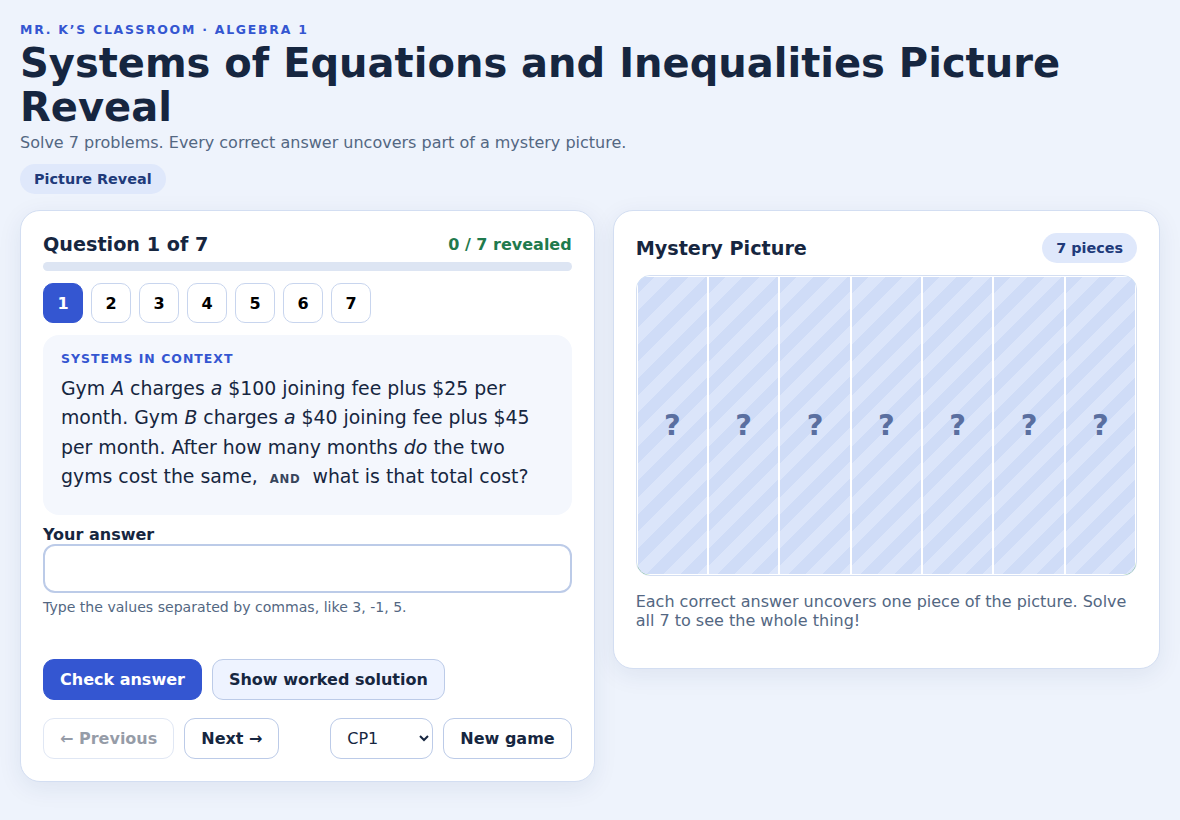 MR. K'S CLASSROOM · ALGEBRA 1
Systems of Equations and Inequalities Picture
Reveal
Solve 7 problems. Every correct answer uncovers part of a mystery picture.
Picture Reveal
Question 1 of 7
0 / 7 revealed
1 2 3 4 5 6 7
SYSTEMS IN CONTEXT
Gym A charges a $100 joining fee plus $25 per
month. Gym B charges a $40 joining fee plus $45
per month. After how many months do the two
gyms cost the same, AND what is that total cost?
Your answer
Type the values separated by commas, like 3, -1, 5.
Check answer
Show worked solution
← Previous
Next →
CP1
New game
Mystery Picture
7 pieces
? ? ? ? ? ? ?
Each correct answer uncovers one piece of the picture. Solve
all 7 to see the whole thing!